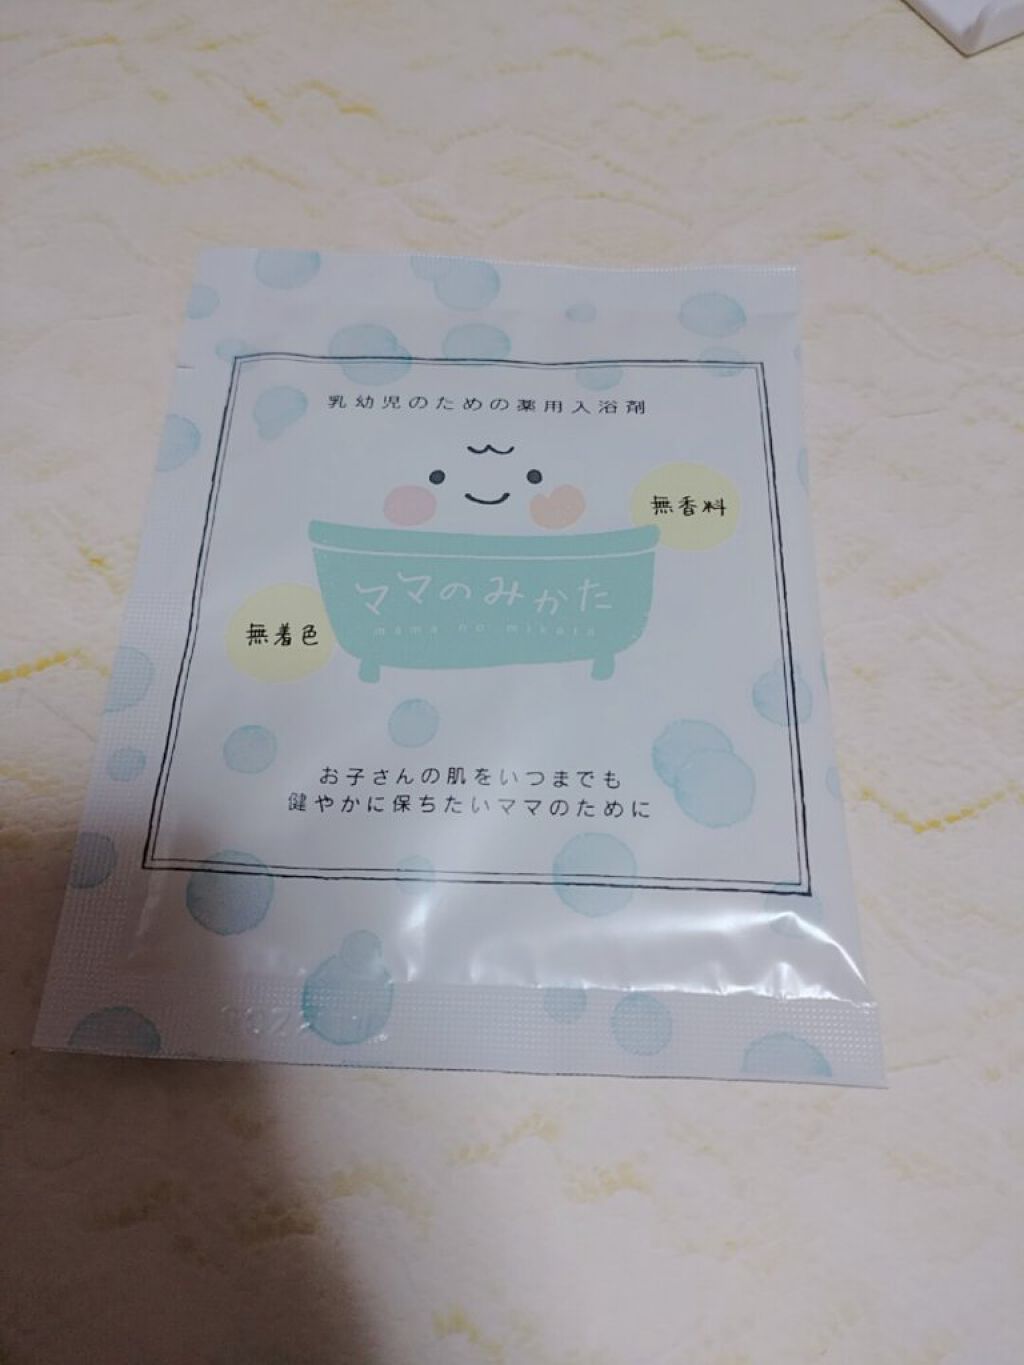 乳幼児のための薬用入浴剤
無香料
ママのみかた
mama no mikata
無着色
お子さんの肌をいつまでも
健やかに保ちたいママのために